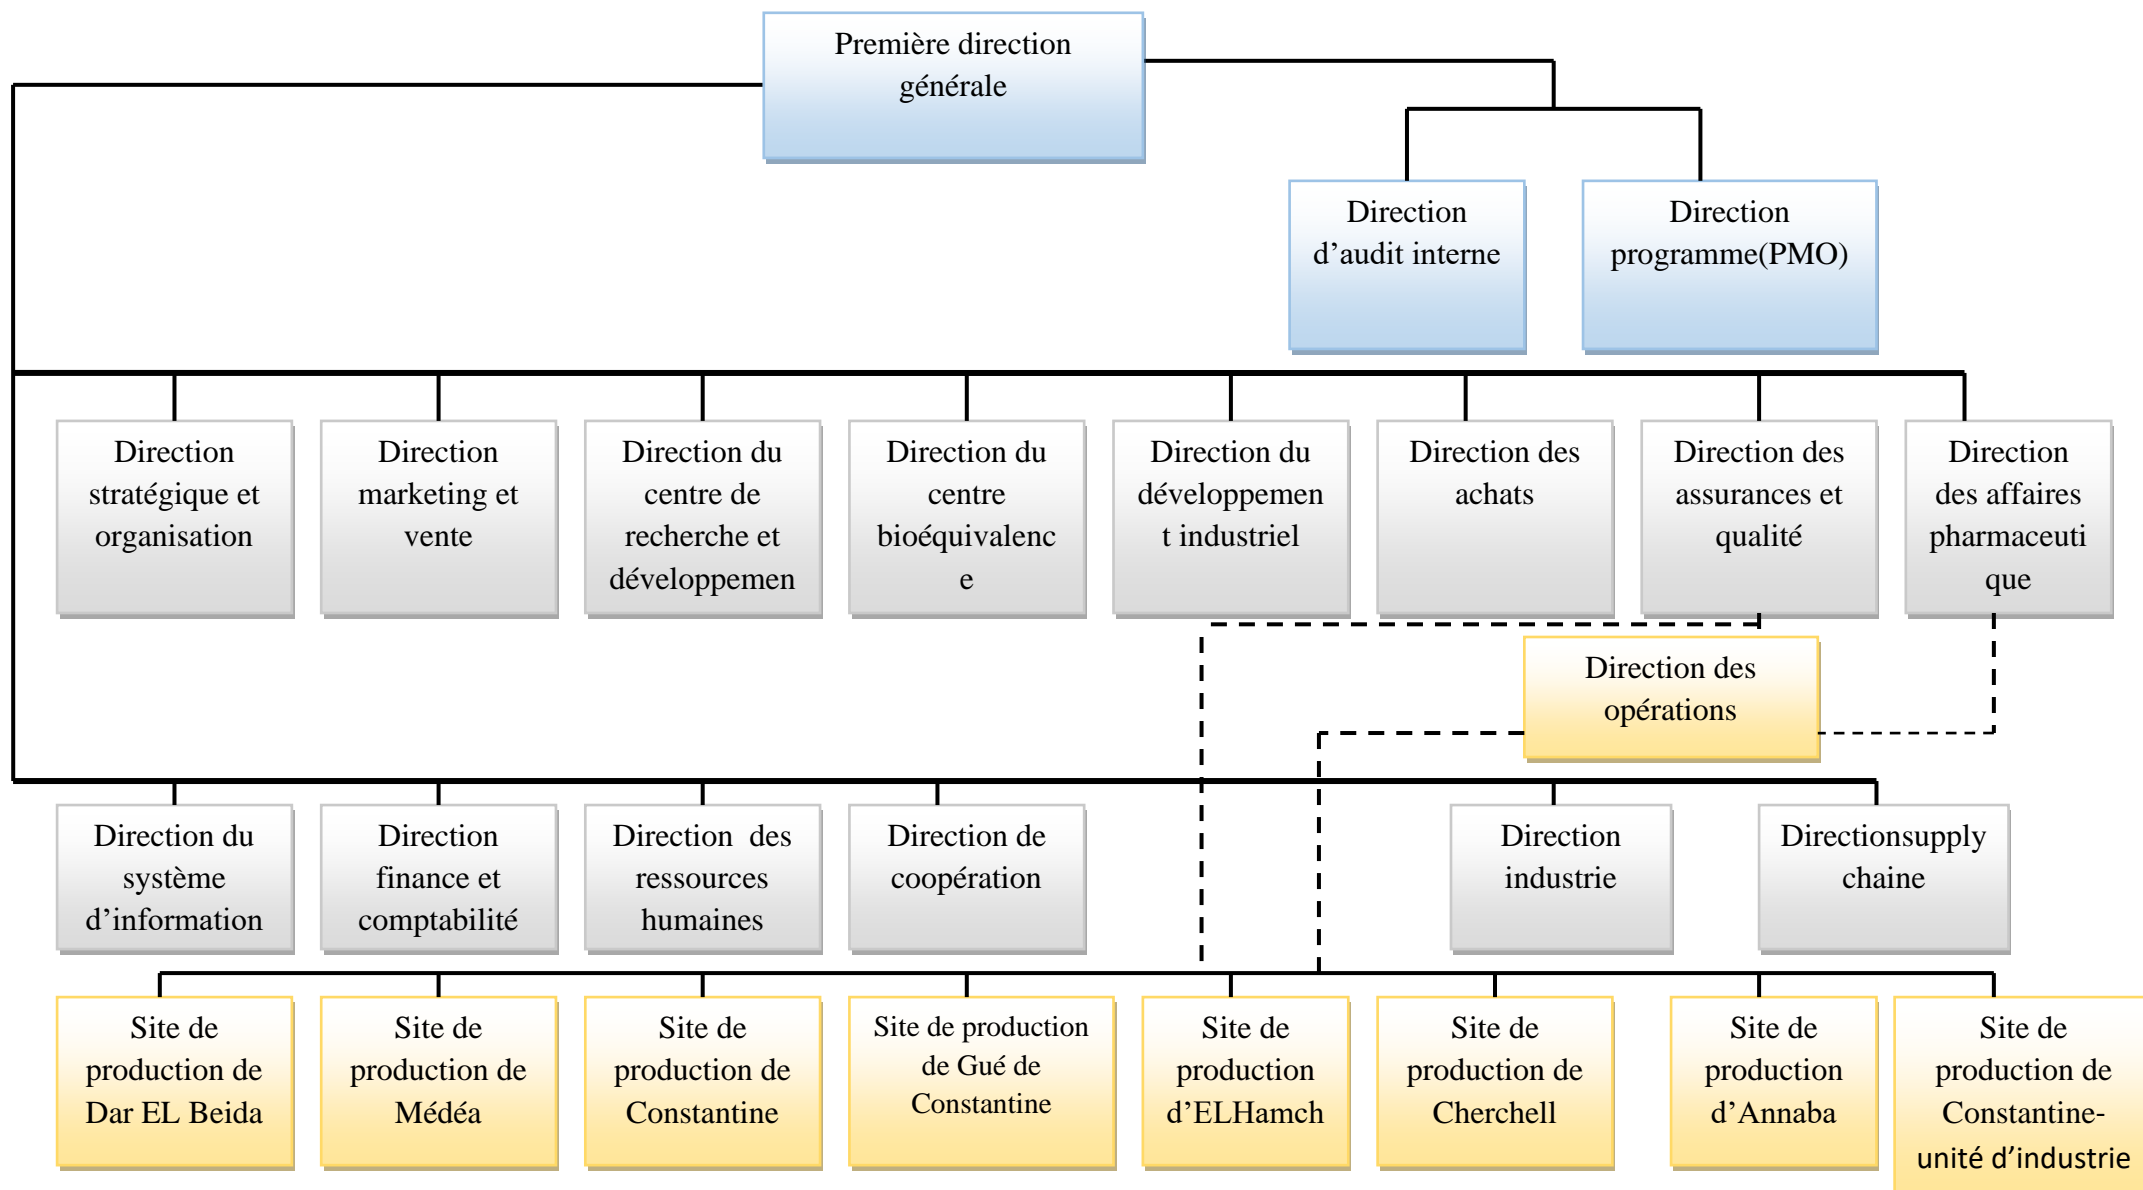 Première direction
générale
Direction
d’audit interne
Direction
programme(PMO)
Direction
stratégique et
organisation
Direction
marketing et
vente
Direction du
centre de
recherche et
développemen
Direction du
centre
bioéquivalenc
e
Direction du
développemen
t industriel
Direction des
achats
Direction des
assurances et
qualité
Direction
des affaires
pharmaceuti
que
Direction des
opérations
Direction du
système
d’information
Direction
finance et
comptabilité
Direction  des
ressources
humaines
Direction de
coopération
Direction
industrie
Directionsupply
chaine
Site de
production de
Dar EL Beida
Site de
production de
Médéa
Site de
production de
Constantine
Site de production
de Gué de
Constantine
Site de
production
d’ELHamch
Site de
production de
Cherchell
Site de
production
d’Annaba
Site de
production de
Constantine-
unité d’industrie